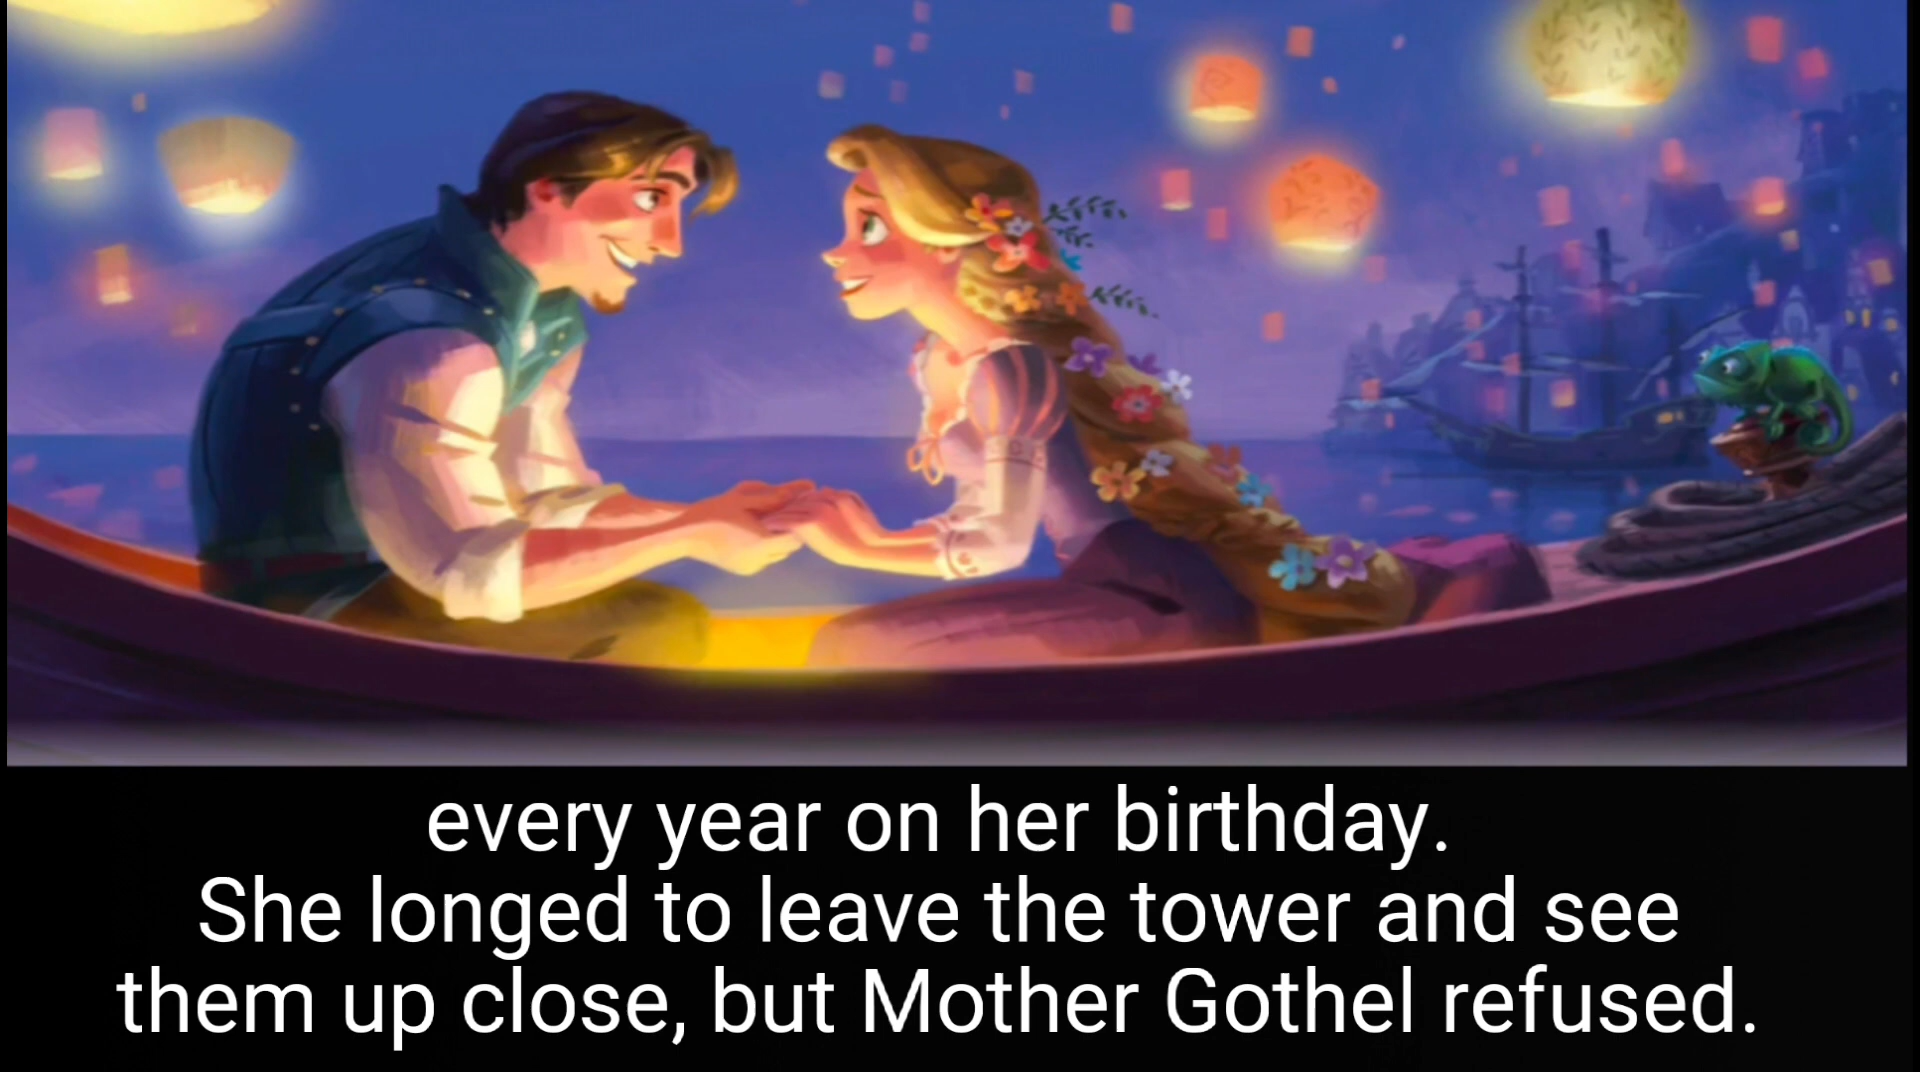 every year on her birthday.
She longed to leave the tower and see
them up close, but Mother Gothel refused.